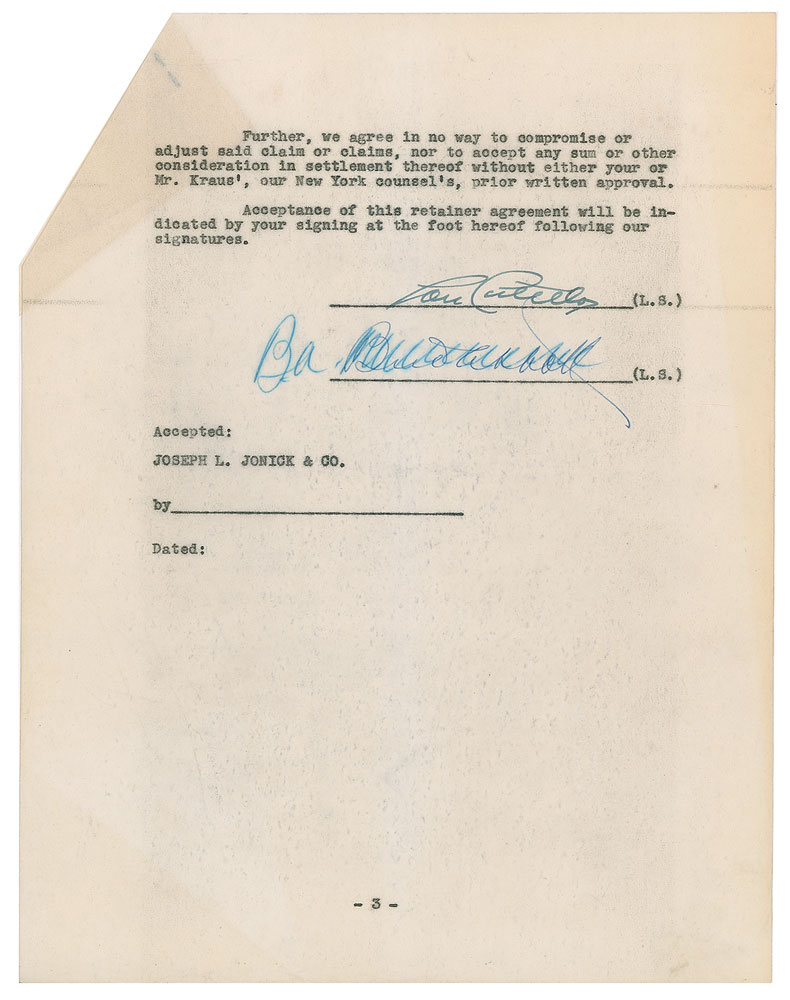 Further, we agree in no way to compromise or
adjust said claim or claims, nor to accept any sum or other
consideration in settlement thereof without either your or
Mr. Kraus', our New York counsel's, prior written approval.
Acceptance of this retainer agreement will be in-
dicated by your signing at the foot hereof following our
signatures.
Lou Costello (L.S.)
(L.S.)
Accepted:
JOSEPH L. JONICK & CO.
by
Dated:
- 3 -